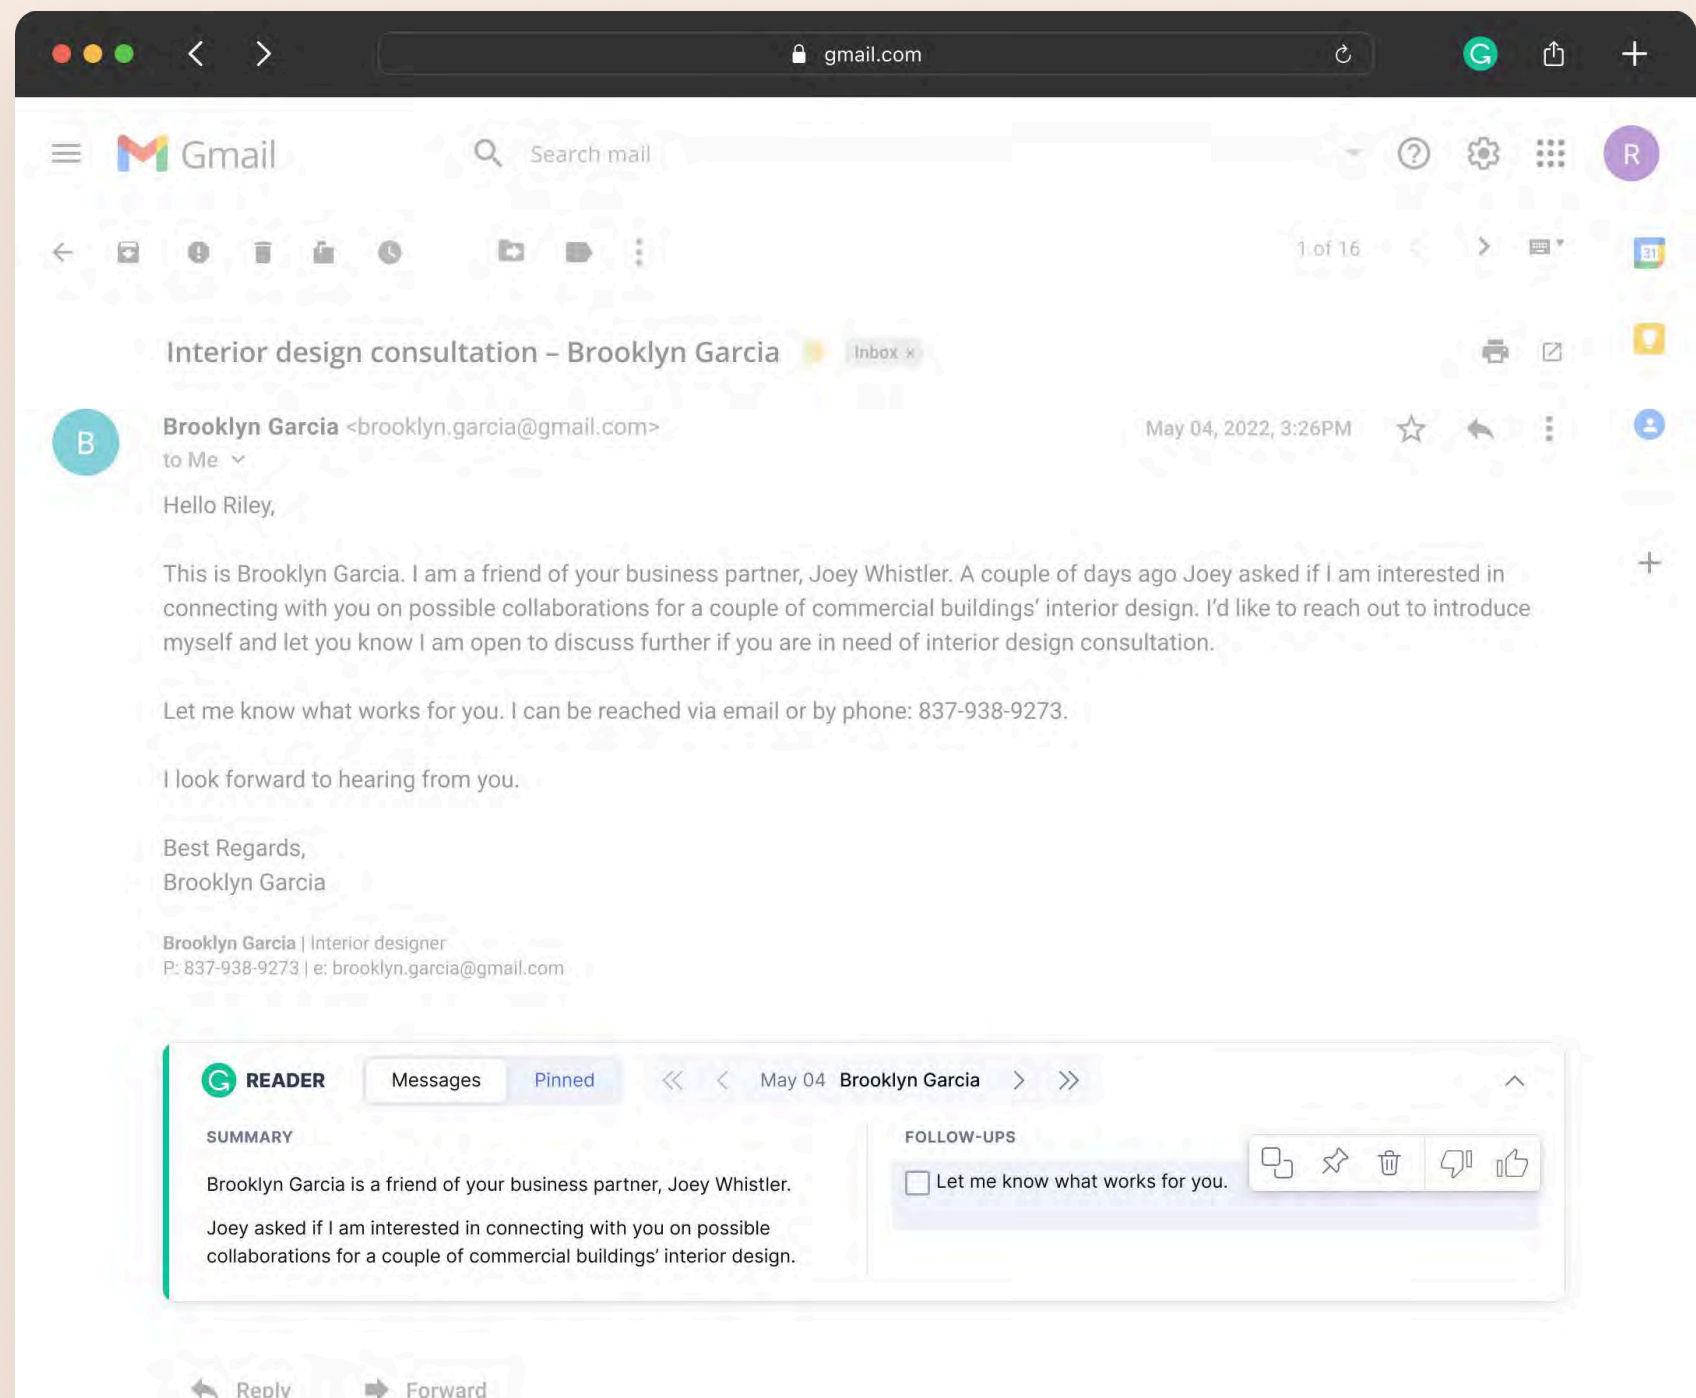 gmail.com
Gmail
Search mail
R
1 of 16
31
Interior design consultation – Brooklyn Garcia
Inbox ×
B
Brooklyn Garcia <brooklyn.garcia@gmail.com>
May 04, 2022, 3:26PM
to Me
Hello Riley,
This is Brooklyn Garcia. I am a friend of your business partner, Joey Whistler. A couple of days ago Joey asked if I am interested in
connecting with you on possible collaborations for a couple of commercial buildings’ interior design. I’d like to reach out to introduce
myself and let you know I am open to discuss further if you are in need of interior design consultation.
Let me know what works for you. I can be reached via email or by phone: 837-938-9273.
I look forward to hearing from you.
Best Regards,
Brooklyn Garcia
Brooklyn Garcia | Interior designer
P: 837-938-9273 | e: brooklyn.garcia@gmail.com
READER
Messages
Pinned
May 04 Brooklyn Garcia
SUMMARY
Brooklyn Garcia is a friend of your business partner, Joey Whistler.
Joey asked if I am interested in connecting with you on possible
collaborations for a couple of commercial buildings’ interior design.
FOLLOW-UPS
Let me know what works for you.
Reply
Forward